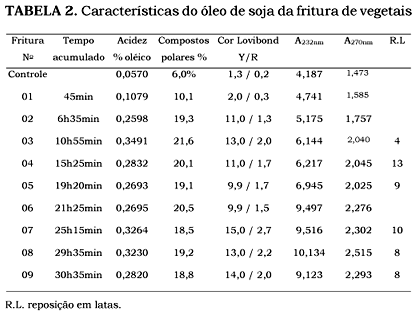 TABELA 2. Características do óleo de soja da fritura de vegetais
Fritura Tempo Acidez Compostos Cor Lovibond A232nm A270nm R.L
Nº acumulado % oléico polares % Y/R
Controle 0,0570 6,0% 1,3 / 0,2 4,187 1,473
01 45min 0,1079 10,1 2,0 / 0,3 4,741 1,585
02 6h35min 0,2598 19,3 11,0 / 1,3 5,175 1,757
03 10h55min 0,3491 21,6 13,0 / 2,0 6,144 2,040 4
04 15h25min 0,2832 20,1 11,0 / 1,7 6,217 2,045 13
05 19h20min 0,2693 19,1 9,9 / 1,7 6,945 2,025 9
06 21h25min 0,2695 20,5 9,9 / 1,5 9,497 2,276
07 25h15min 0,3264 18,5 15,0 / 2,7 9,516 2,302 10
08 29h35min 0,3230 19,2 13,0 / 2,2 10,134 2,515 8
09 30h35min 0,2820 18,8 14,0 / 2,0 9,123 2,293 8
R.L. reposição em latas.